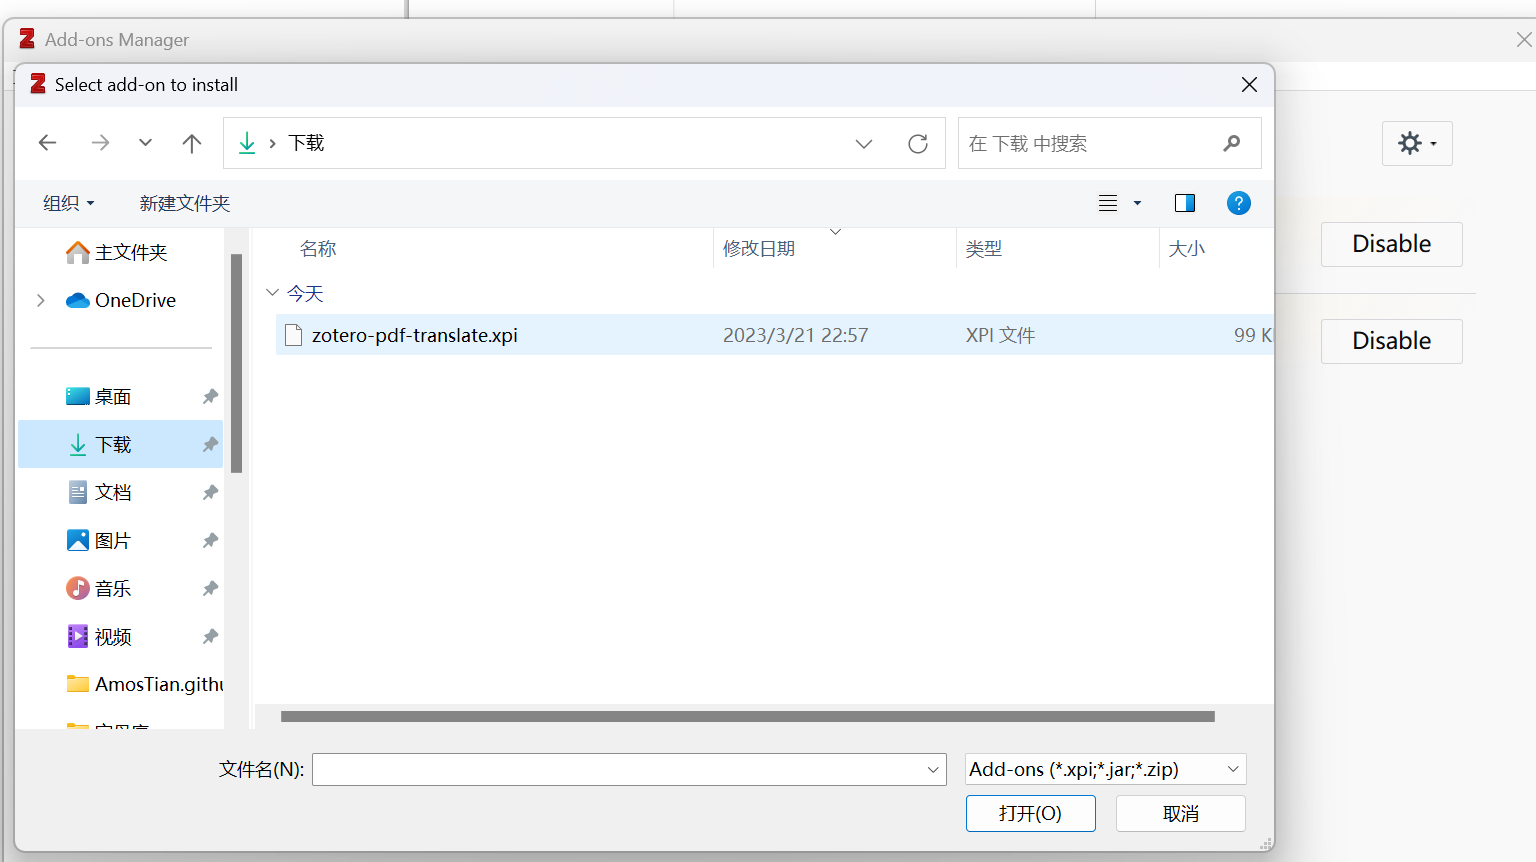 Add-ons Manager
Select add-on to install
下载
在 下载 中搜索
组织
新建文件夹
主文件夹
OneDrive
桌面
下载
文档
图片
音乐
视频
AmosTian.githu
名称
修改日期
类型
大小
今天
zotero-pdf-translate.xpi
2023/3/21 22:57
XPI 文件
99 K
文件名(N):
Add-ons (*.xpi;*.jar;*.zip)
打开(O)
取消
Disable
Disable